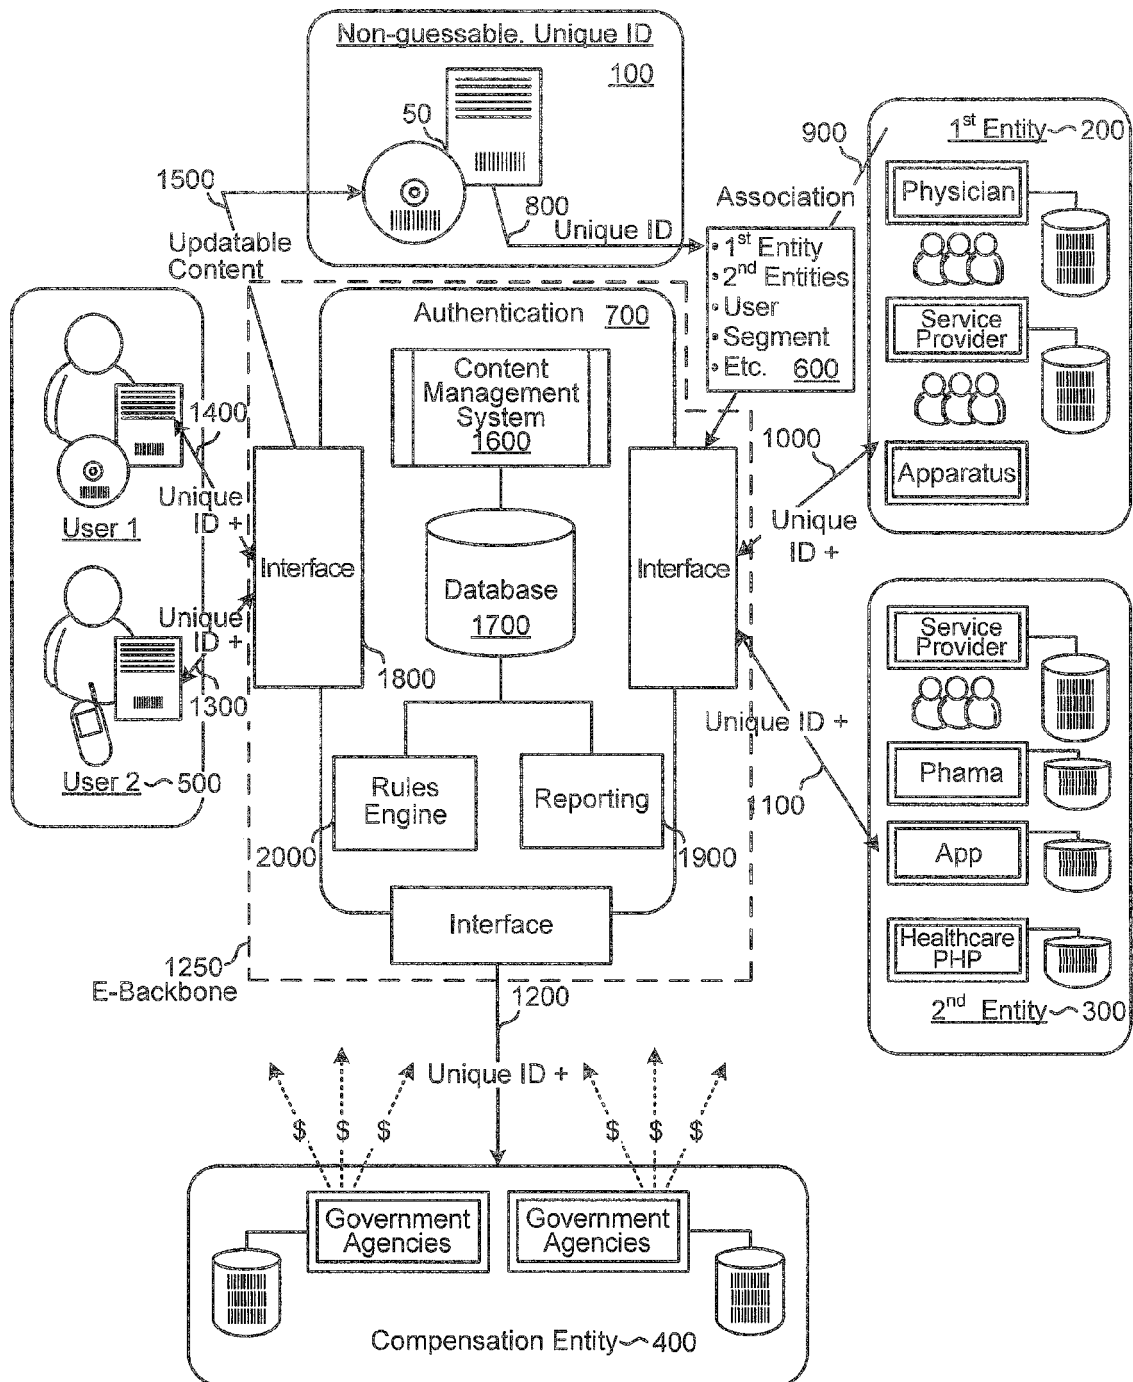 Non-guessable. Unique ID
100
50
1500
800
Unique ID
Updatable
Content
900
Association
• 1st Entity
• 2nd Entities
• User
• Segment
• Etc. 600
1st Entity 200
Physician
Service
Provider
Apparatus
1000
Unique
ID +
Authentication 700
Content
Management
System
1600
Database
1700
Interface
1800
Interface
Rules
Engine
2000
Reporting
1900
Interface
1250
E-Backbone
1400
Unique
ID +
User 1
Unique
ID +
1300
User 2 500
Unique ID +
1100
Service
Provider
Phama
App
Healthcare
PHP
2nd Entity 300
1200
Unique ID +
$ $ $
$ $ $
Government
Agencies
Government
Agencies
Compensation Entity 400